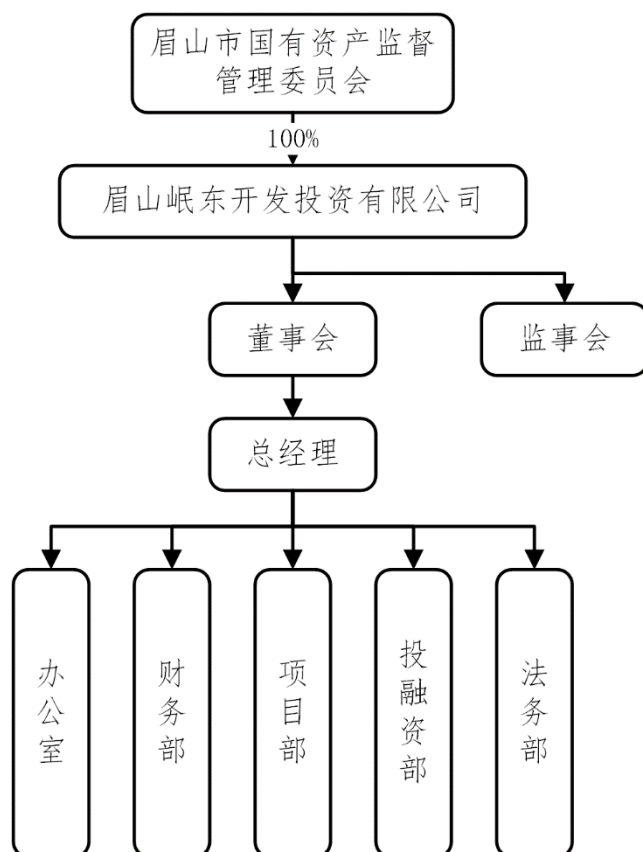 眉山市国有资产监督
管理委员会
100%
眉山岷东开发投资有限公司
董事会
监事会
总经理
办公室
财务部
项目部
投融资部
法务部